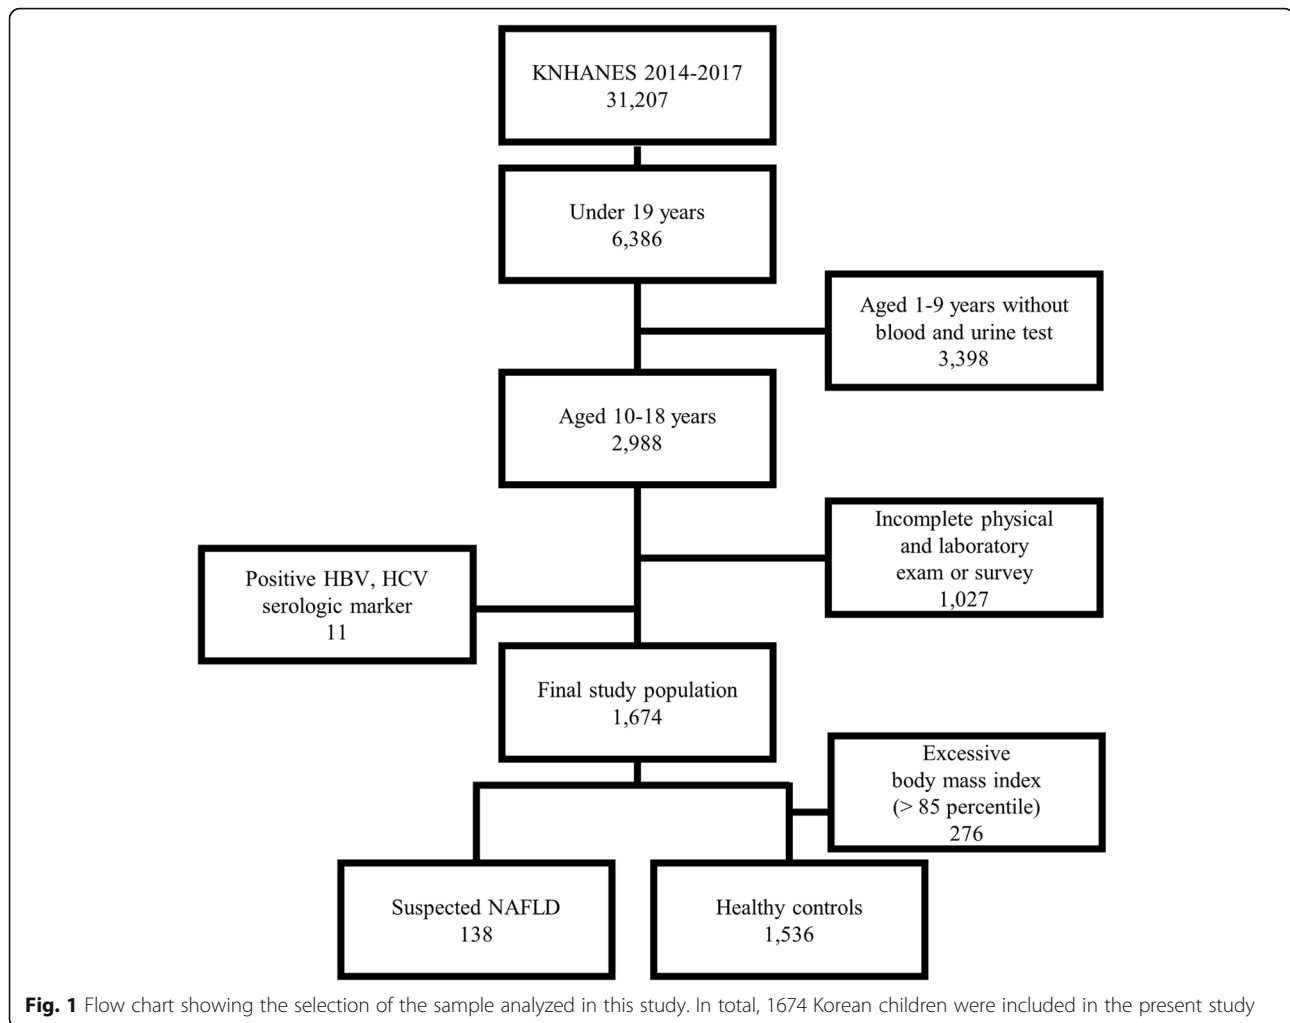 KNHANES 2014-2017
31,207
Under 19 years
6,386
Aged 1-9 years without
blood and urine test
3,398
Aged 10-18 years
2,988
Incomplete physical
and laboratory
exam or survey
1,027
Positive HBV, HCV
serologic marker
11
Final study population
1,674
Excessive
body mass index
(> 85 percentile)
276
Suspected NAFLD
138
Healthy controls
1,536
Fig. 1 Flow chart showing the selection of the sample analyzed in this study. In total, 1674 Korean children were included in the present study